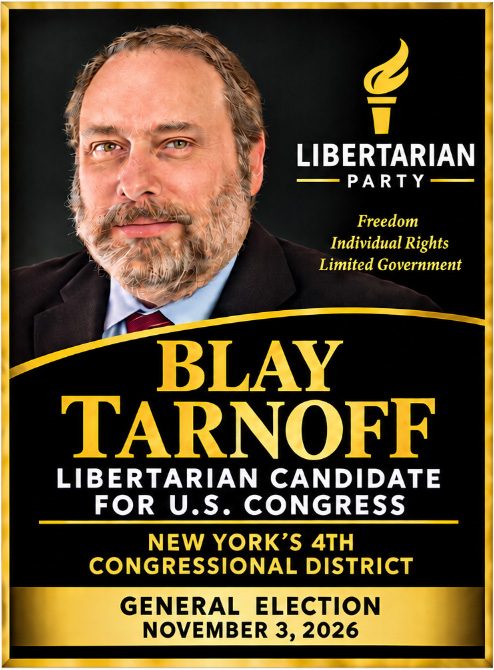 LIBERTARIAN
PARTY
Freedom
Individual Rights
Limited Government
BLAY
TARNOFF
LIBERTARIAN CANDIDATE
FOR U.S. CONGRESS
NEW YORK'S 4TH
CONGRESSIONAL DISTRICT
GENERAL ELECTION
NOVEMBER 3, 2026